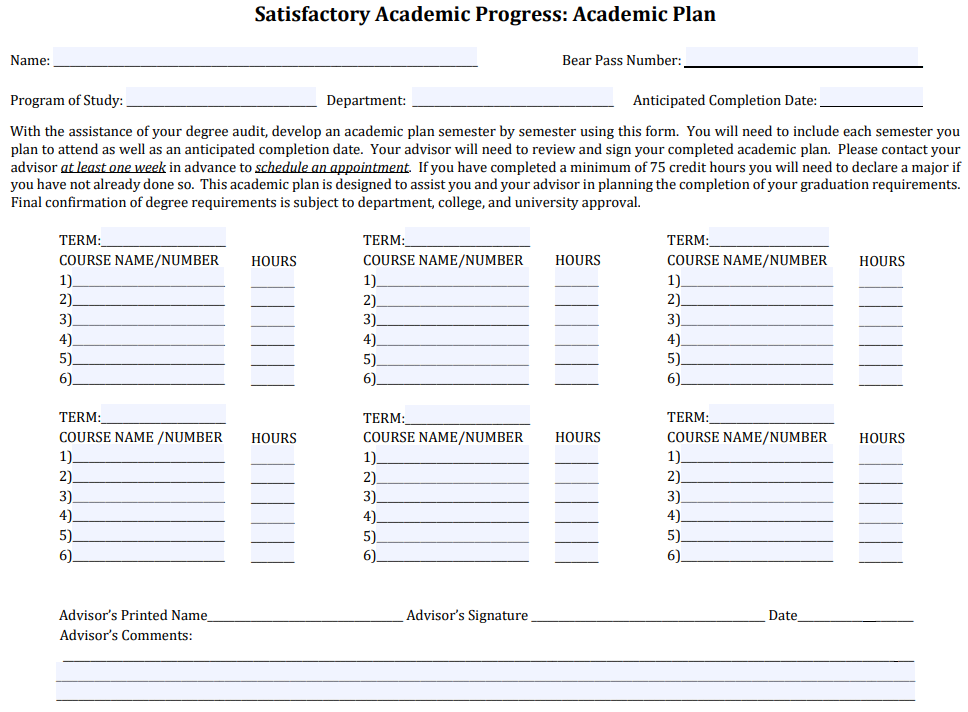 Satisfactory Academic Progress: Academic Plan
Name: Bear Pass Number:
Program of Study: Department: Anticipated Completion Date:
With the assistance of your degree audit, develop an academic plan semester by semester using this form. You will need to include each semester you
plan to attend as well as an anticipated completion date. Your advisor will need to review and sign your completed academic plan. Please contact your
advisor at least one week in advance to schedule an appointment. If you have completed a minimum of 75 credit hours you will need to declare a major if
you have not already done so. This academic plan is designed to assist you and your advisor in planning the completion of your graduation requirements.
Final confirmation of degree requirements is subject to department, college, and university approval.
TERM: TERM: TERM:
COURSE NAME/NUMBER HOURS COURSE NAME/NUMBER HOURS COURSE NAME/NUMBER HOURS
1) 1) 1)
2) 2) 2)
3) 3) 3)
4) 4) 4)
5) 5) 5)
6) 6) 6)
TERM: TERM: TERM:
COURSE NAME /NUMBER HOURS COURSE NAME/NUMBER HOURS COURSE NAME/NUMBER HOURS
1) 1) 1)
2) 2) 2)
3) 3) 3)
4) 4) 4)
5) 5) 5)
6) 6) 6)
Advisor’s Printed Name Advisor’s Signature Date
Advisor’s Comments: